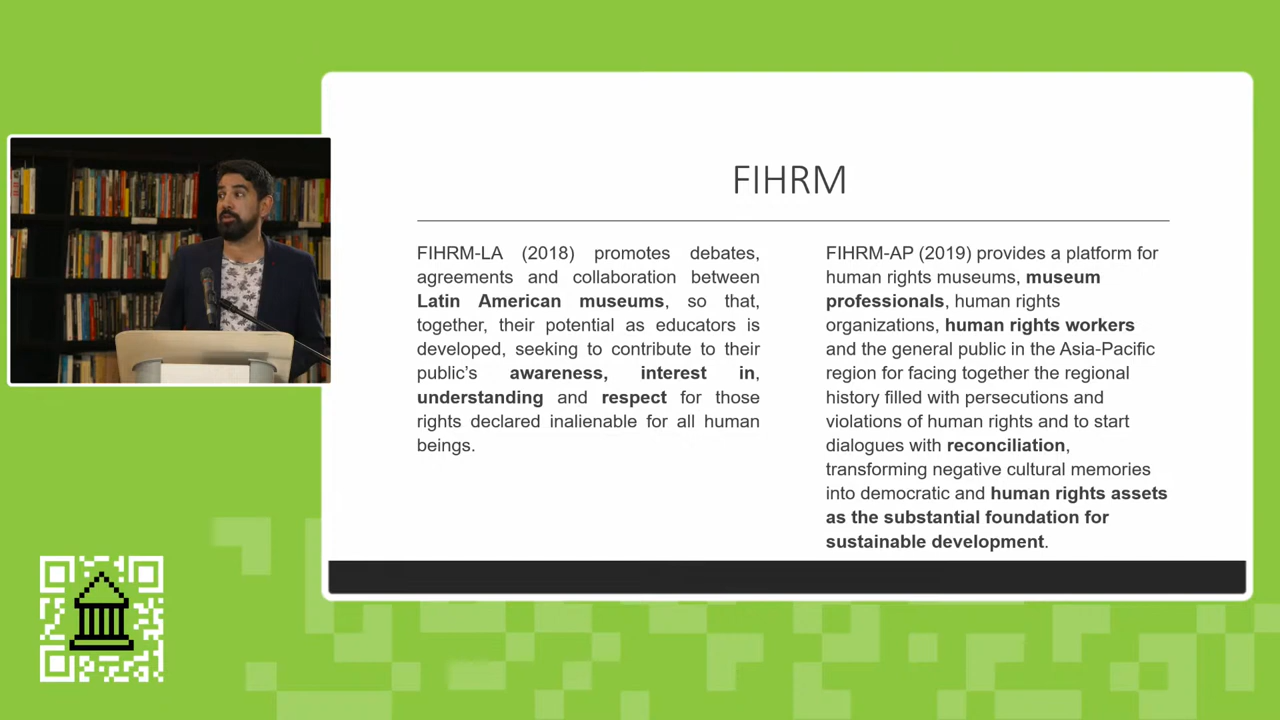 FIHRM
FIHRM-LA (2018) promotes debates,
agreements and collaboration between
Latin American museums, so that,
together, their potential as educators is
developed, seeking to contribute to their
public's awareness, interest in,
understanding and respect for those
rights declared inalienable for all human
beings.
FIHRM-AP (2019) provides a platform for
human rights museums, museum
professionals, human rights
organizations, human rights workers
and the general public in the Asia-Pacific
region for facing together the regional
history filled with persecutions and
violations of human rights and to start
dialogues with reconciliation,
transforming negative cultural memories
into democratic and human rights assets
as the substantial foundation for
sustainable development.